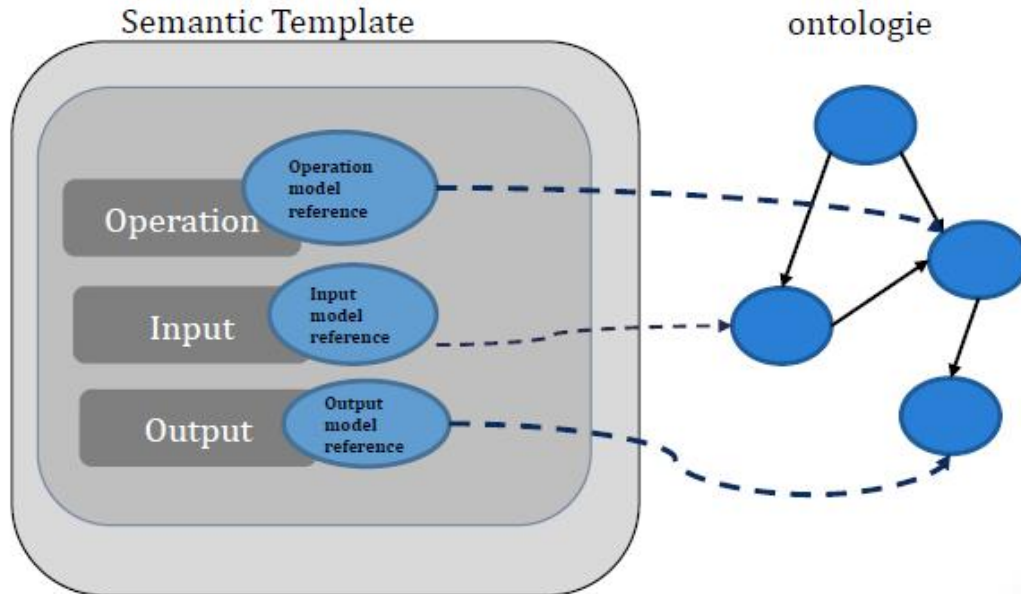 Semantic Template
ontologie
Operation
model
reference
Operation
Input
model
reference
Input
Output
model
reference
Output